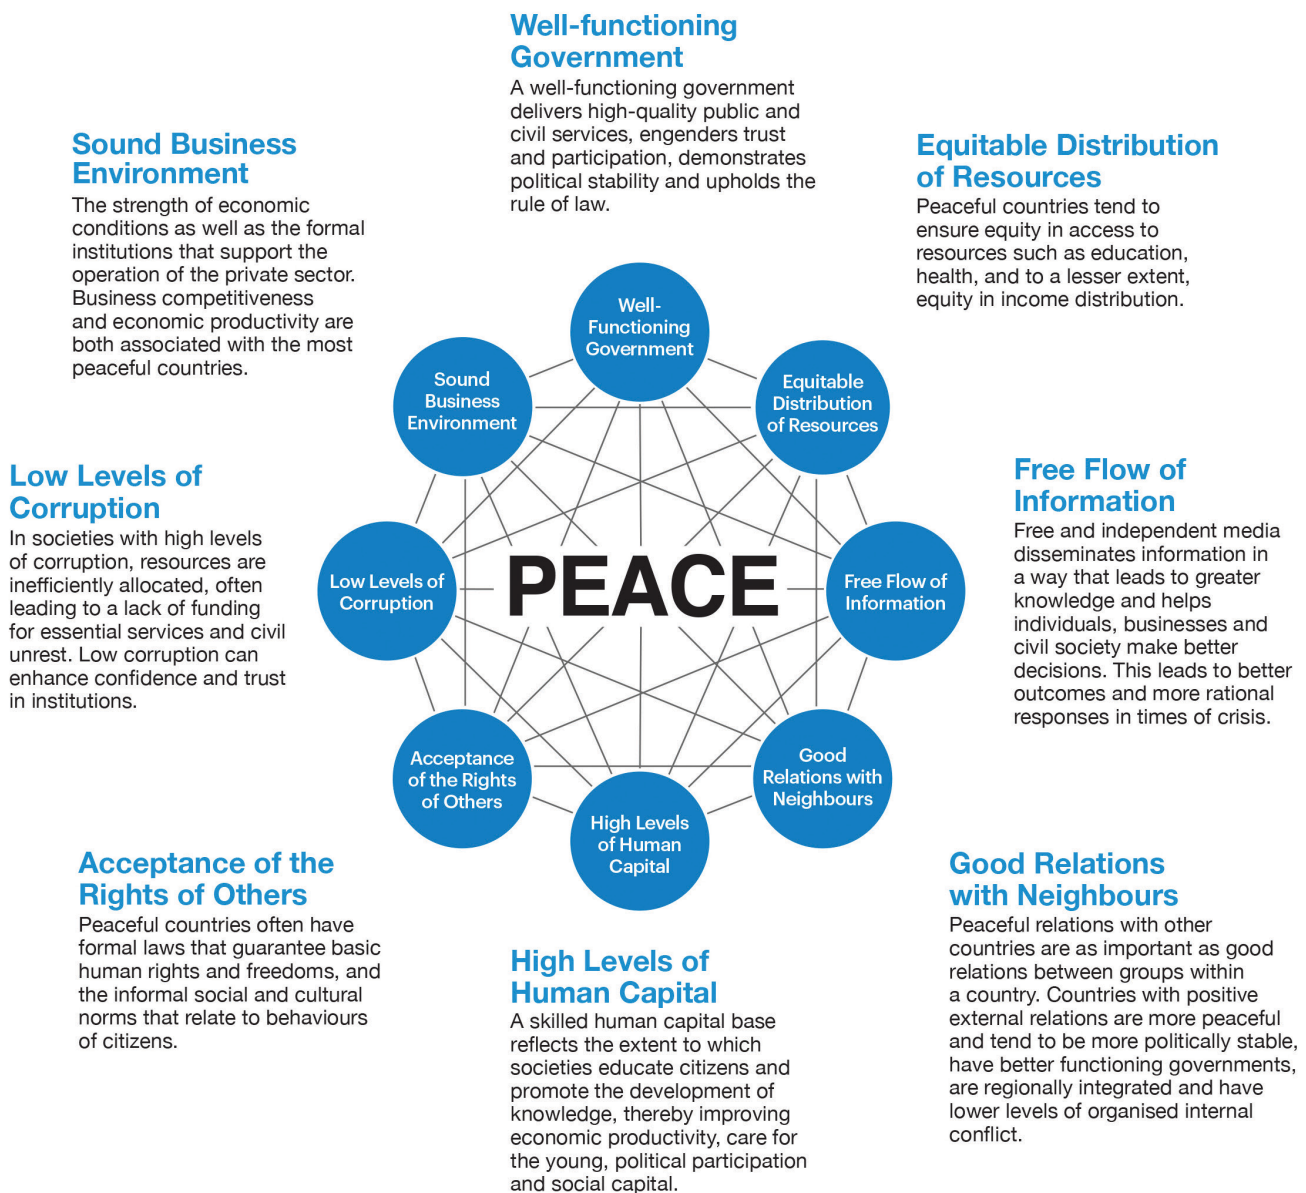 Well-functioning
Government
A well-functioning government
delivers high-quality public and
civil services, engenders trust
and participation, demonstrates
political stability and upholds the
rule of law.
Sound Business
Environment
The strength of economic
conditions as well as the formal
institutions that support the
operation of the private sector.
Business competitiveness
and economic productivity are
both associated with the most
peaceful countries.
Equitable Distribution
of Resources
Peaceful countries tend to
ensure equity in access to
resources such as education,
health, and to a lesser extent,
equity in income distribution.
Well-
Functioning
Government
Sound
Business
Environment
Equitable
Distribution
of Resources
Low Levels of
Corruption
In societies with high levels
of corruption, resources are
inefficiently allocated, often
leading to a lack of funding
for essential services and civil
unrest. Low corruption can
enhance confidence and trust
in institutions.
Low Levels of
Corruption
PEACE
Free Flow of
Information
Free Flow of
Information
Free and independent media
disseminates information in
a way that leads to greater
knowledge and helps
individuals, businesses and
civil society make better
decisions. This leads to better
outcomes and more rational
responses in times of crisis.
Acceptance
of the Rights
of Others
High Levels
of Human
Capital
Good
Relations with
Neighbours
Acceptance of the
Rights of Others
Peaceful countries often have
formal laws that guarantee basic
human rights and freedoms, and
the informal social and cultural
norms that relate to behaviours
of citizens.
High Levels of
Human Capital
A skilled human capital base
reflects the extent to which
societies educate citizens and
promote the development of
knowledge, thereby improving
economic productivity, care for
the young, political participation
and social capital.
Good Relations
with Neighbours
Peaceful relations with other
countries are as important as good
relations between groups within
a country. Countries with positive
external relations are more peaceful
and tend to be more politically stable,
have better functioning governments,
are regionally integrated and have
lower levels of organised internal
conflict.